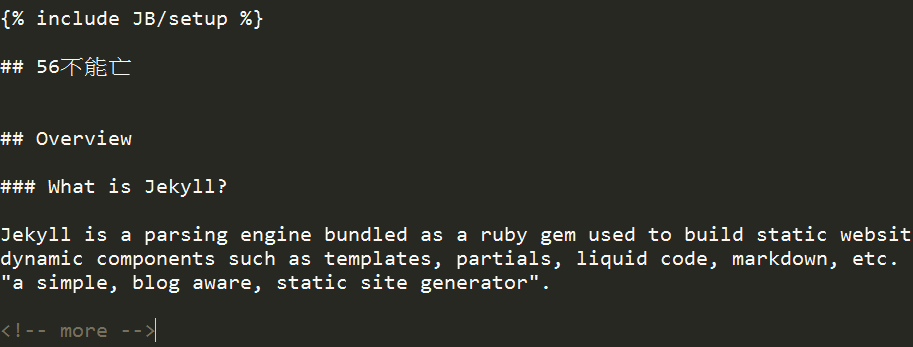 {% include JB/setup %}
## 56不能亡
## Overview
### What is Jekyll?
Jekyll is a parsing engine bundled as a ruby gem used to build static websit
dynamic components such as templates, partials, liquid code, markdown, etc.
"a simple, blog aware, static site generator".
<!-- more -->